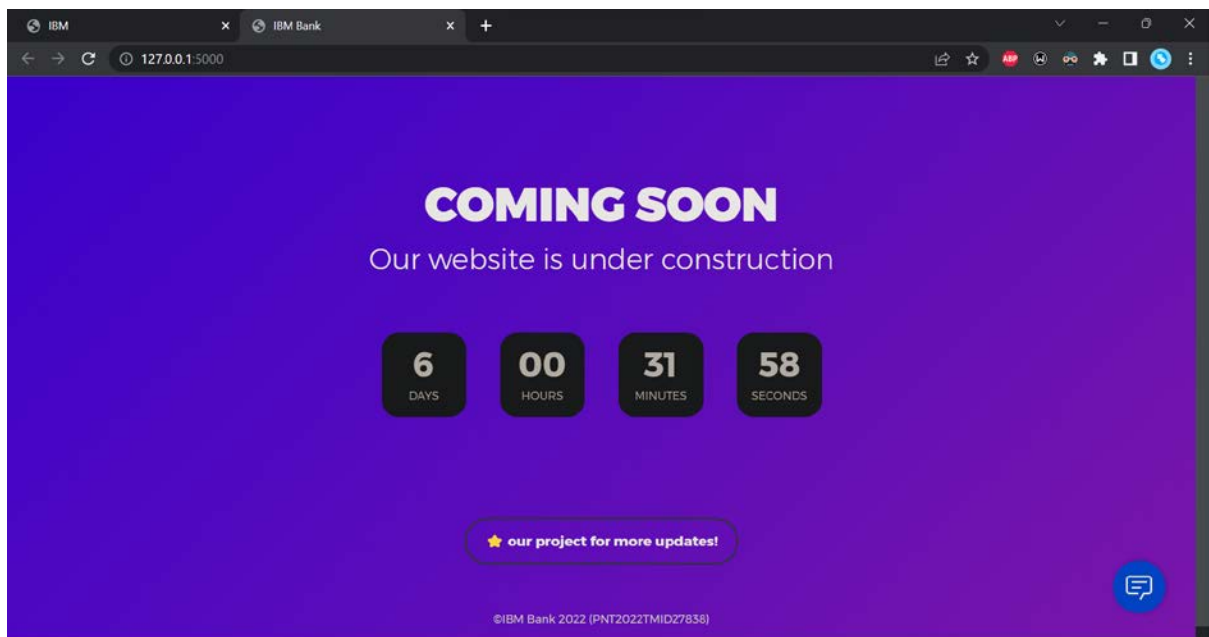 IBM
IBM Bank
127.0.0.1:5000
ABP
COMING SOON
Our website is under construction
6 00 31 58
DAYS HOURS MINUTES SECONDS
our project for more updates!
©IBM Bank 2022 (PNT2022TMID27838)